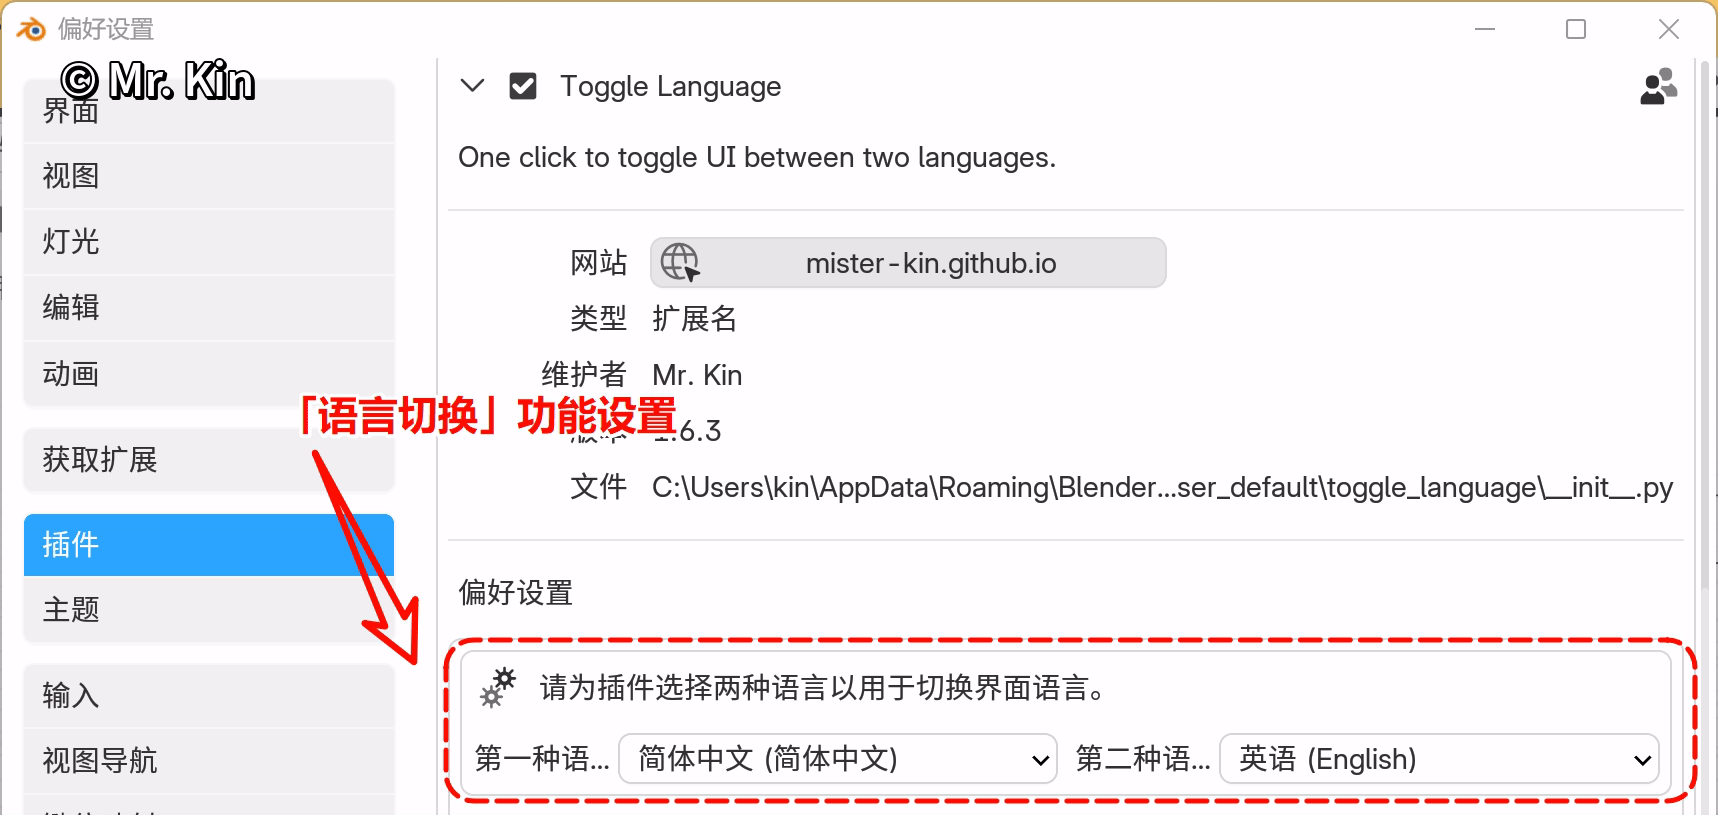 偏好设置
© Mr. Kin
界面
视图
灯光
编辑
动画
获取扩展
插件
主题
输入
视图导航
Toggle Language
One click to toggle UI between two languages.
网站 mister-kin.github.io
类型 扩展名
维护者 Mr. Kin
「语言切换」功能设置
1.6.3
文件 C:\Users\kin\AppData\Roaming\Blender...ser_default\toggle_language\__init__.py
偏好设置
请为插件选择两种语言以用于切换界面语言。
第一种语... 简体中文 (简体中文) 第二种语... 英语 (English)